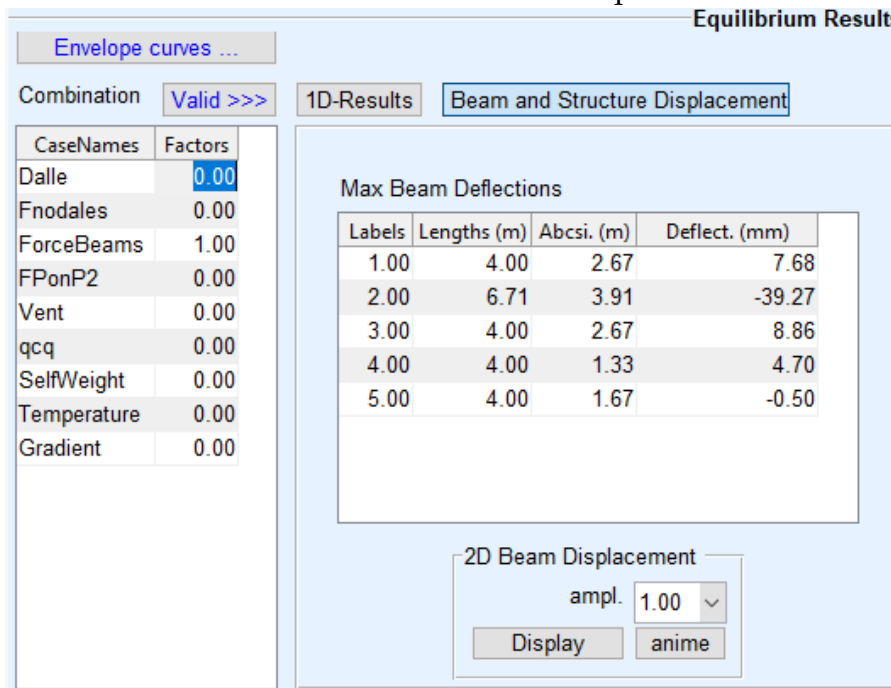 Equilibrium Results
Envelope curves ...
Combination Valid >>> 1D-Results Beam and Structure Displacement
CaseNames Factors
Dalle 0.00
Fnodales 0.00
ForceBeams 1.00
FPonP2 0.00
Vent 0.00
qcq 0.00
SelfWeight 0.00
Temperature 0.00
Gradient 0.00
Max Beam Deflections
Labels Lengths (m) Abcsi. (m) Deflect. (mm)
1.00 4.00 2.67 7.68
2.00 6.71 3.91 -39.27
3.00 4.00 2.67 8.86
4.00 4.00 1.33 4.70
5.00 4.00 1.67 -0.50
2D Beam Displacement
ampl. 1.00
Display anime